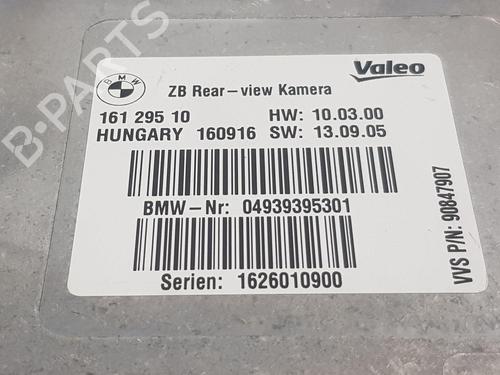 BMW
Valeo
ZB Rear-view Kamera
161 295 10 HW: 10.03.00
HUNGARY 160916 SW: 13.09.05
BMW-Nr: 04939395301
Serien: 1626010900
VVS P/N: 90847907
B-PARTS